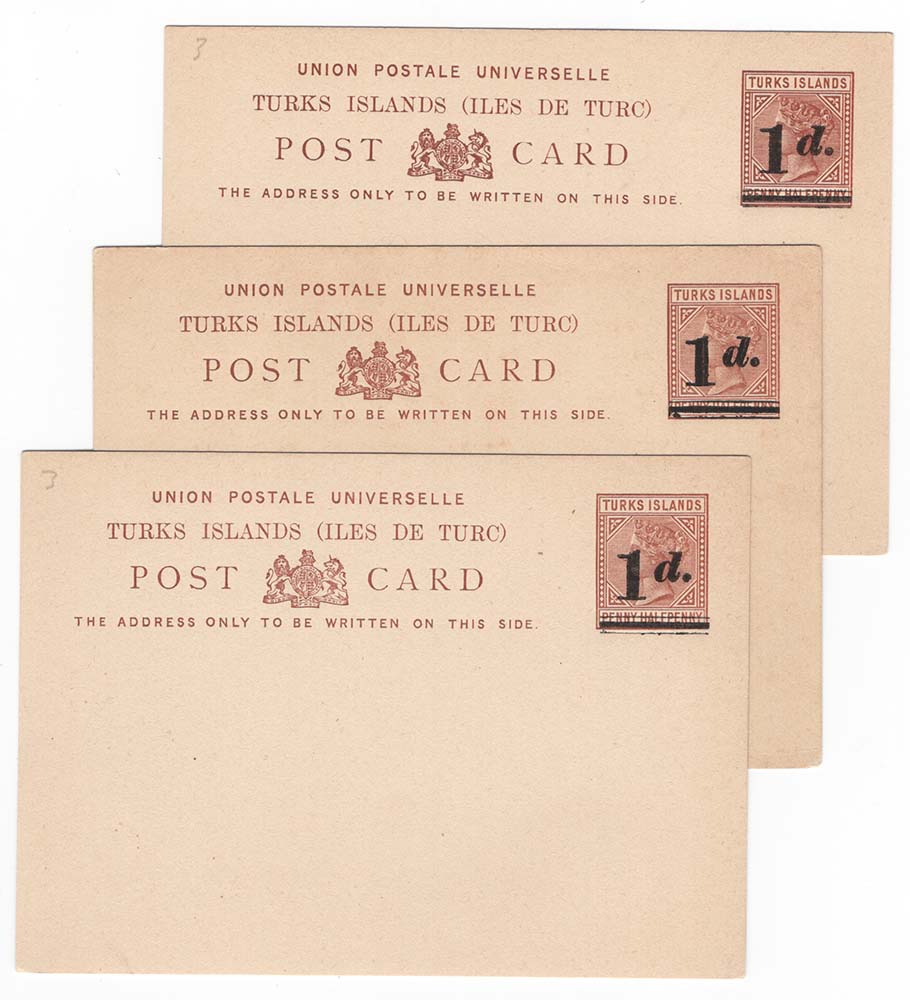 3
UNION POSTALE UNIVERSELLE
TURKS ISLANDS (ILES DE TURC)
POST CARD
THE ADDRESS ONLY TO BE WRITTEN ON THIS SIDE.
TURKS ISLANDS
1d.
PENNY HALFPENNY
UNION POSTALE UNIVERSELLE
TURKS ISLANDS (ILES DE TURC)
POST CARD
THE ADDRESS ONLY TO BE WRITTEN ON THIS SIDE.
TURKS ISLANDS
1d.
PENNY HALFPENNY
3
UNION POSTALE UNIVERSELLE
TURKS ISLANDS (ILES DE TURC)
POST CARD
THE ADDRESS ONLY TO BE WRITTEN ON THIS SIDE.
TURKS ISLANDS
1d.
PENNY HALFPENNY